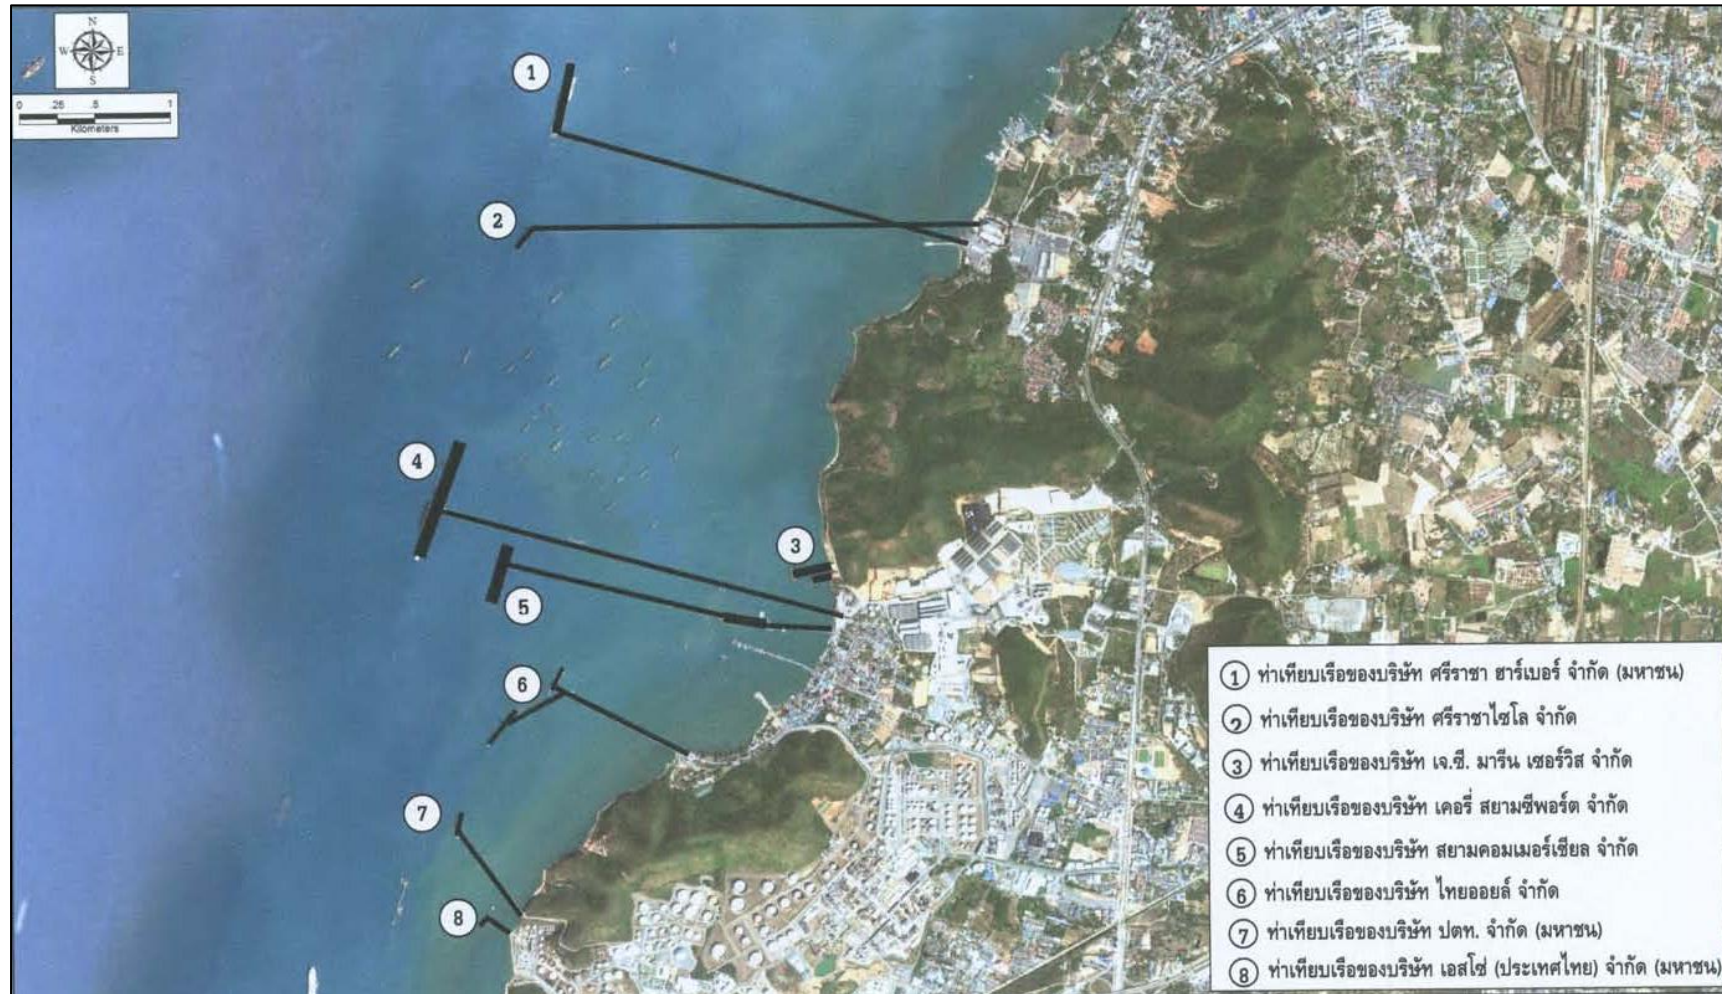 N
W E
S
0 .25 .5 1
Kilometers
1
2
3
4
5
6
7
8
1 ท่าเทียบเรือของบริษัท ศรีราชา ฮาร์เบอร์ จำกัด (มหาชน)
2 ท่าเทียบเรือของบริษัท ศรีราชาไซโล จำกัด
3 ท่าเทียบเรือของบริษัท เจ.ซี. มารีน เซอร์วิส จำกัด
4 ท่าเทียบเรือของบริษัท เคอรี่ สยามซีพอร์ต จำกัด
5 ท่าเทียบเรือของบริษัท สยามคอมเมอร์เชียล จำกัด
6 ท่าเทียบเรือของบริษัท ไทยออยล์ จำกัด
7 ท่าเทียบเรือของบริษัท ปตท. จำกัด (มหาชน)
8 ท่าเทียบเรือของบริษัท เอสโซ่ (ประเทศไทย) จำกัด (มหาชน)